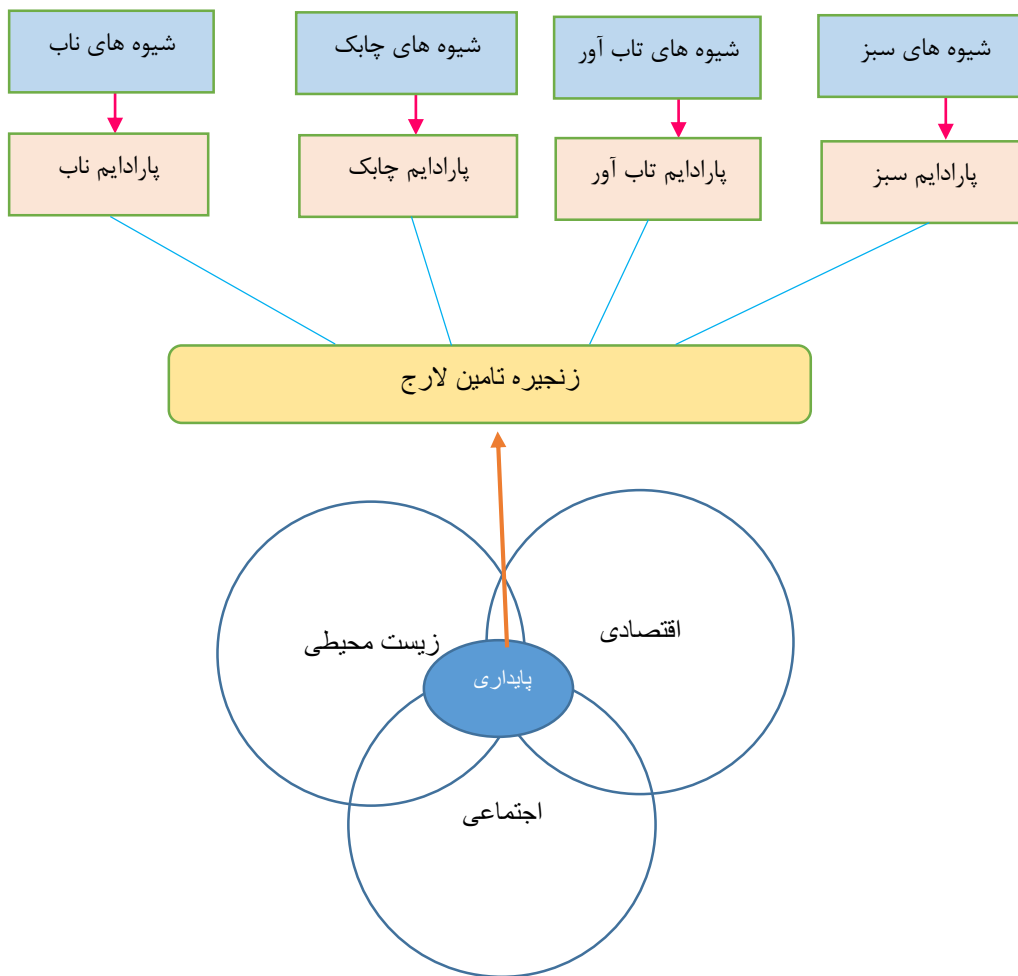 شیوه های سبز
شیوه های تاب آور
شیوه های چابک
شیوه های ناب
پارادایم سبز
پارادایم تاب آور
پارادایم چابک
پارادایم ناب
زنجیره تامین لارج
اقتصادی
زیست محیطی
پایداری
اجتماعی